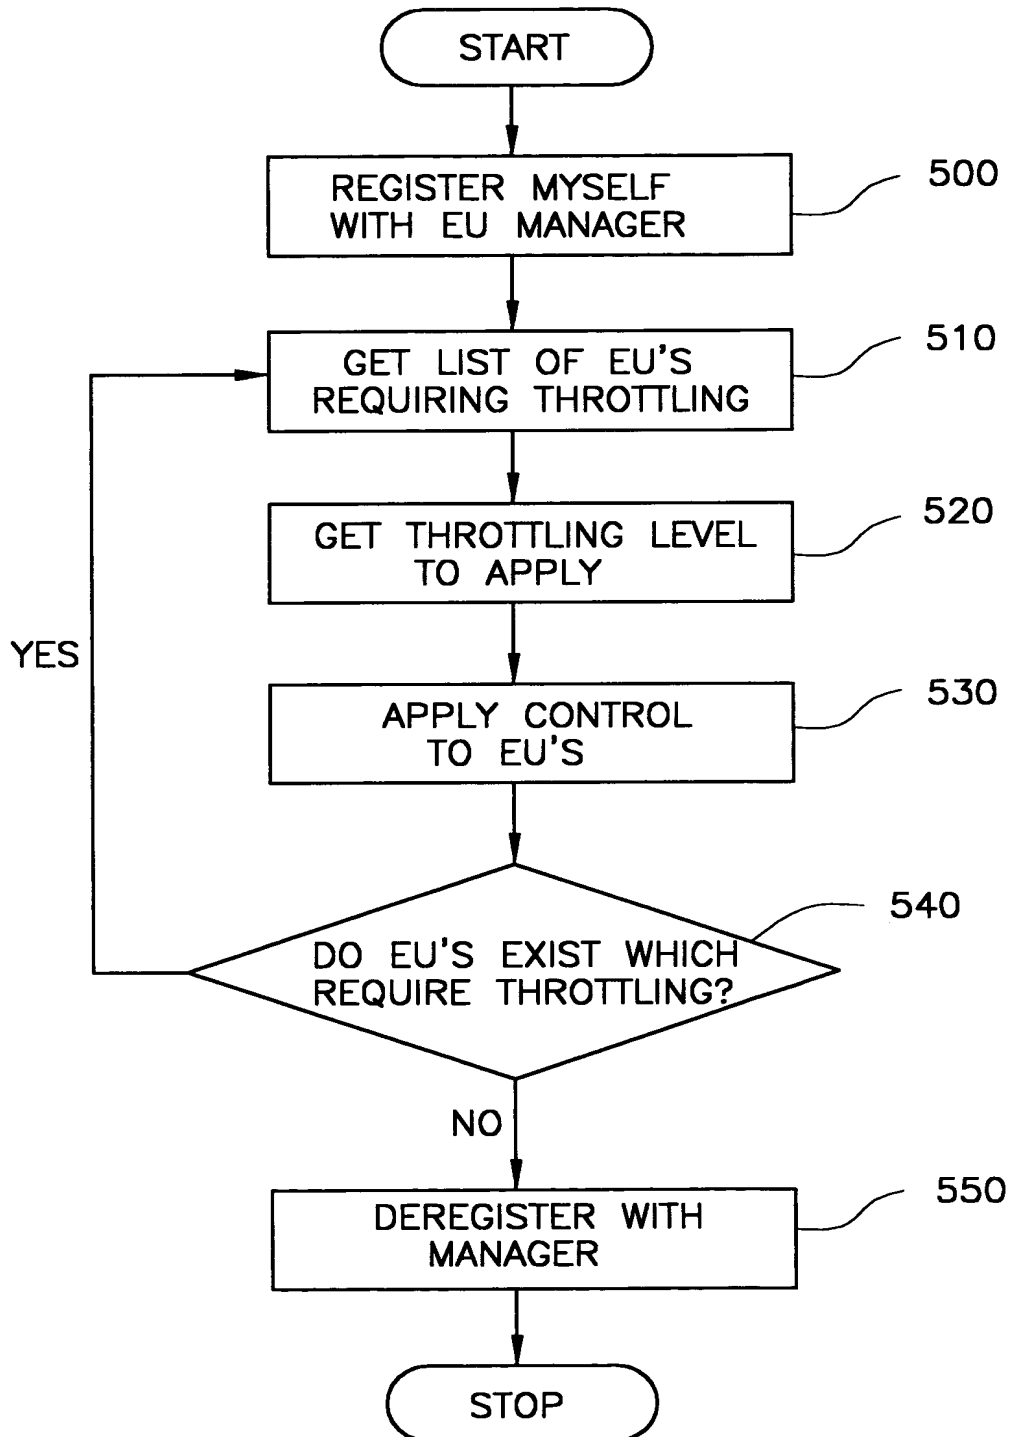 START
REGISTER MYSELF
WITH EU MANAGER
500
GET LIST OF EU'S
REQUIRING THROTTLING
510
GET THROTTLING LEVEL
TO APPLY
520
YES
APPLY CONTROL
TO EU'S
530
DO EU'S EXIST WHICH
REQUIRE THROTTLING?
540
NO
DEREGISTER WITH
MANAGER
550
STOP